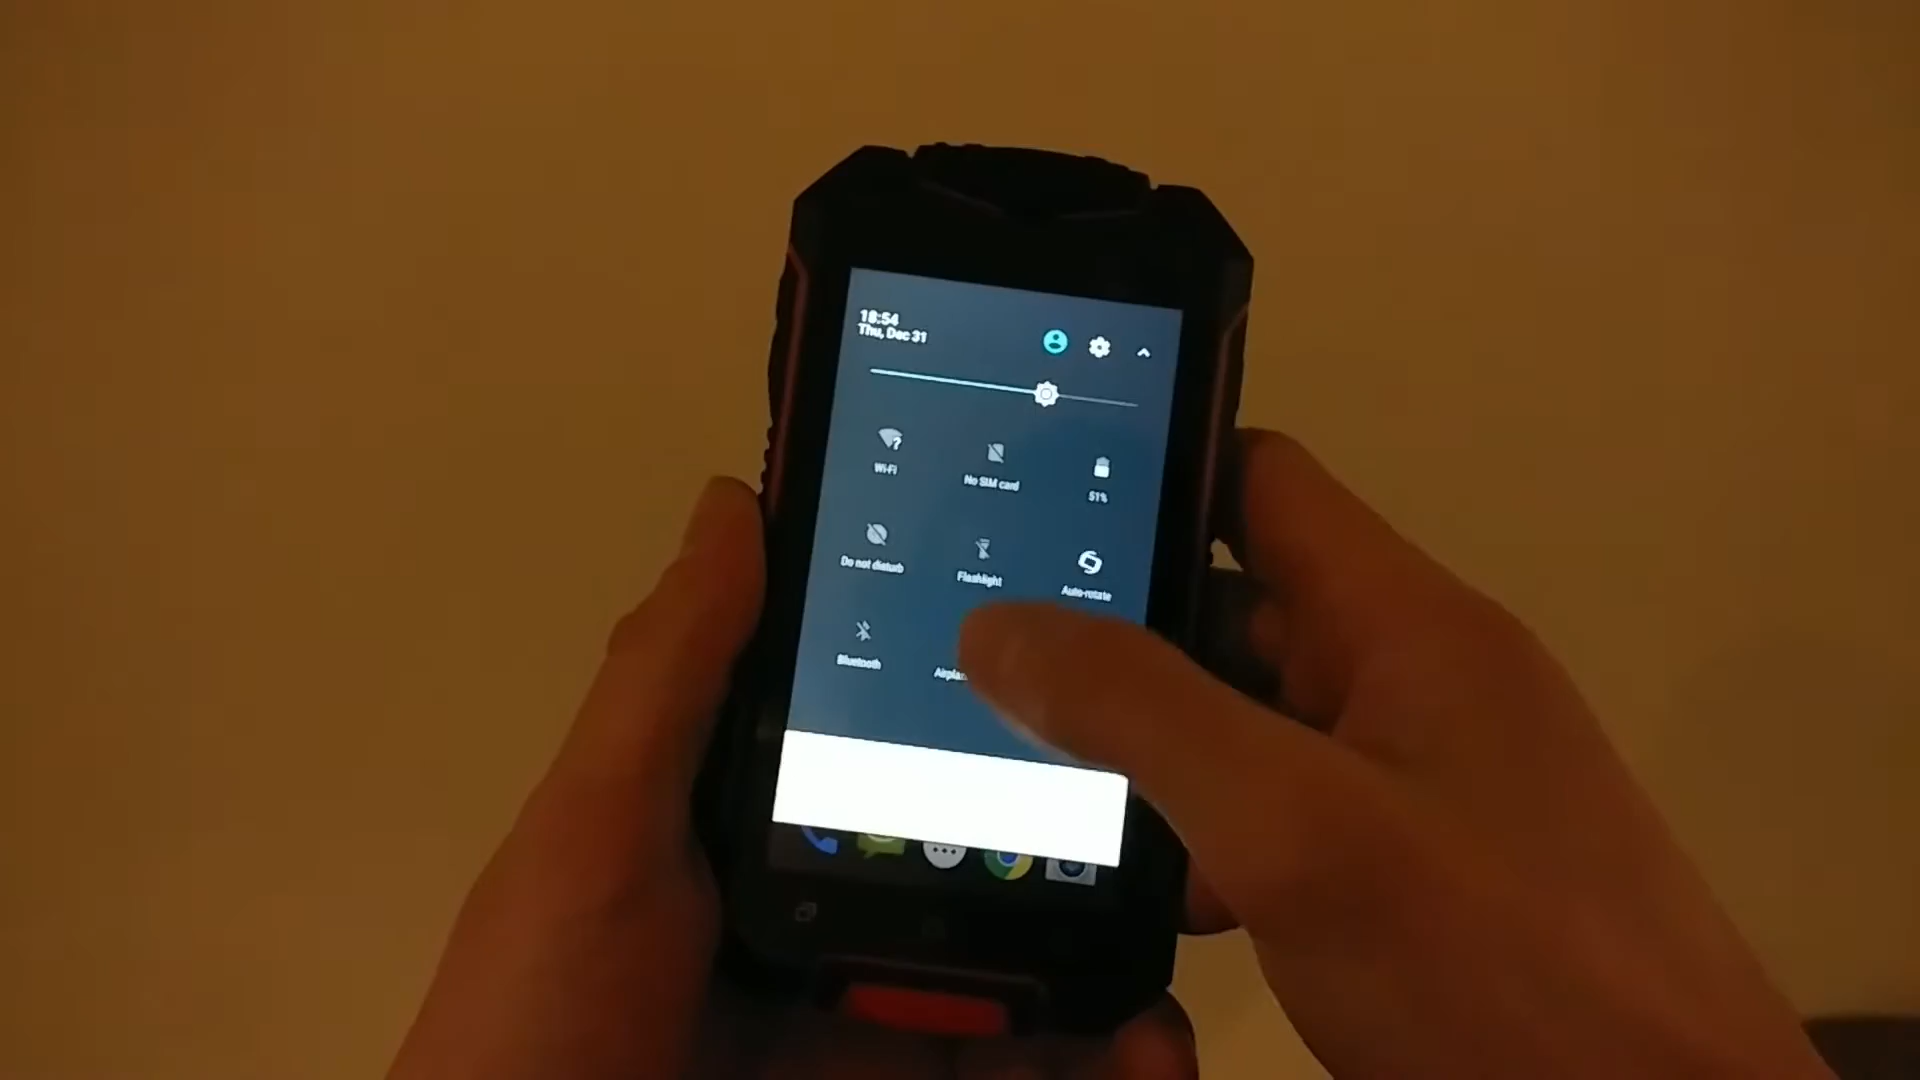 18:54
Thu, Dec 31
Wi-Fi
No SIM card
51%
Do not disturb
Flashlight
Auto-rotate
Bluetooth